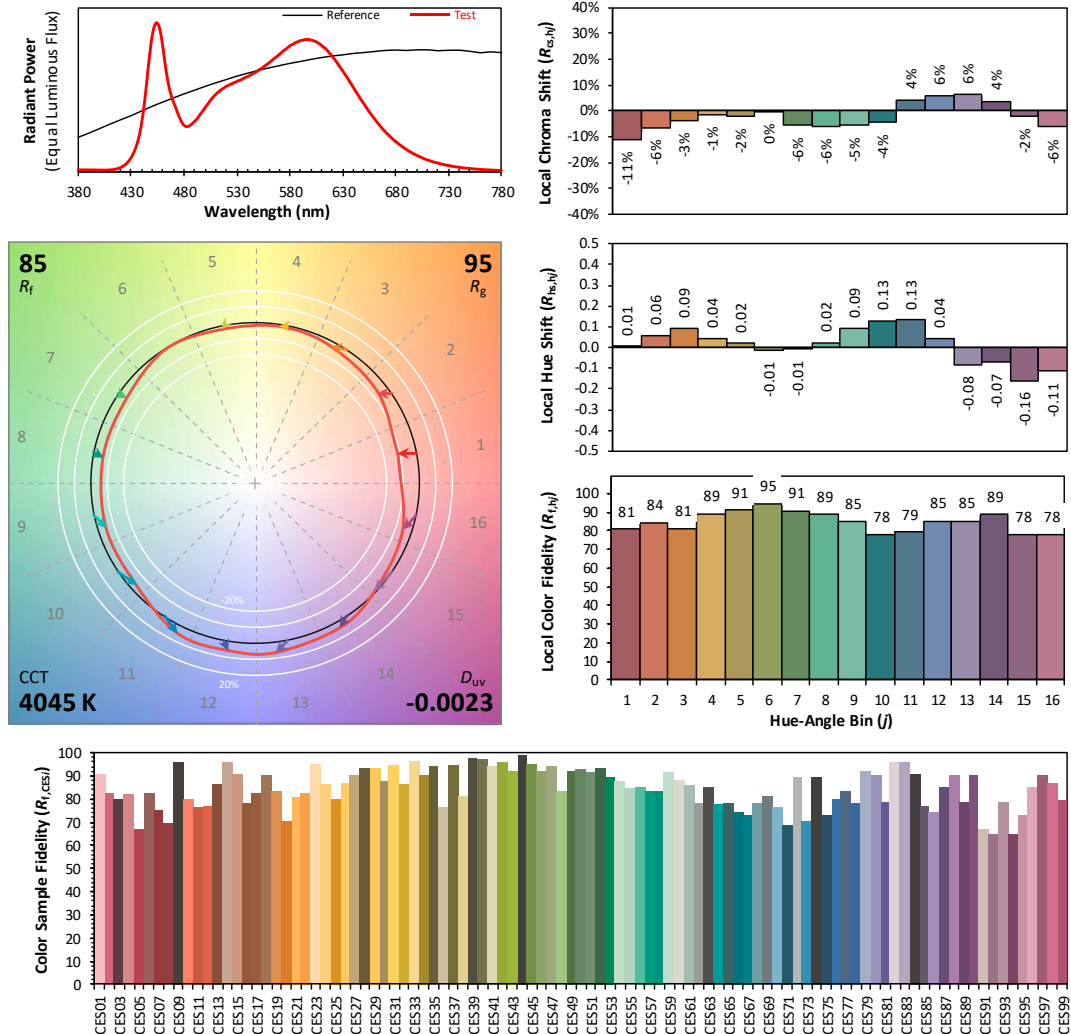 Reference
Test
Radiant Power
(Equal Luminous Flux)
380 430 480 530 580 630 680 730 780
Wavelength (nm)
Local Chroma Shift (Rcs,hj)
40%
30%
20%
10%
0%
-10%
-20%
-30%
-40%
-11% -6% -3% -1% -2% 0% -6% -6% -5% -4% 4% 6% 6% 4% -2% -6%
85
Rf
95
Rg
5 4
6 3
7 2
8 1
9 16
10 15
11 14
12 13
-20%
20%
CCT
4045 K
Duv
-0.0023
Local Hue Shift (Rhs,hj)
0.5
0.4
0.3
0.2
0.1
0.0
-0.1
-0.2
-0.3
-0.4
-0.5
0.01 0.06 0.09 0.04 0.02 -0.01 -0.01 0.02 0.09 0.13 0.13 0.04 -0.08 -0.07 -0.16 -0.11
Local Color Fidelity (Rf,hj)
100
90
80
70
60
50
40
30
20
10
0
81 84 81 89 91 95 91 89 85 78 79 85 85 89 78 78
1 2 3 4 5 6 7 8 9 10 11 12 13 14 15 16
Hue-Angle Bin (j)
Color Sample Fidelity (Rf,CESi)
100
90
80
70
60
50
40
30
20
10
0
CES01 CES03 CES05 CES07 CES09 CES11 CES13 CES15 CES17 CES19 CES21 CES23 CES25 CES27 CES29 CES31 CES33 CES35 CES37 CES39 CES41 CES43 CES45 CES47 CES49 CES51 CES53 CES55 CES57 CES59 CES61 CES63 CES65 CES67 CES69 CES71 CES73 CES75 CES77 CES79 CES81 CES83 CES85 CES87 CES89 CES91 CES93 CES95 CES97 CES99